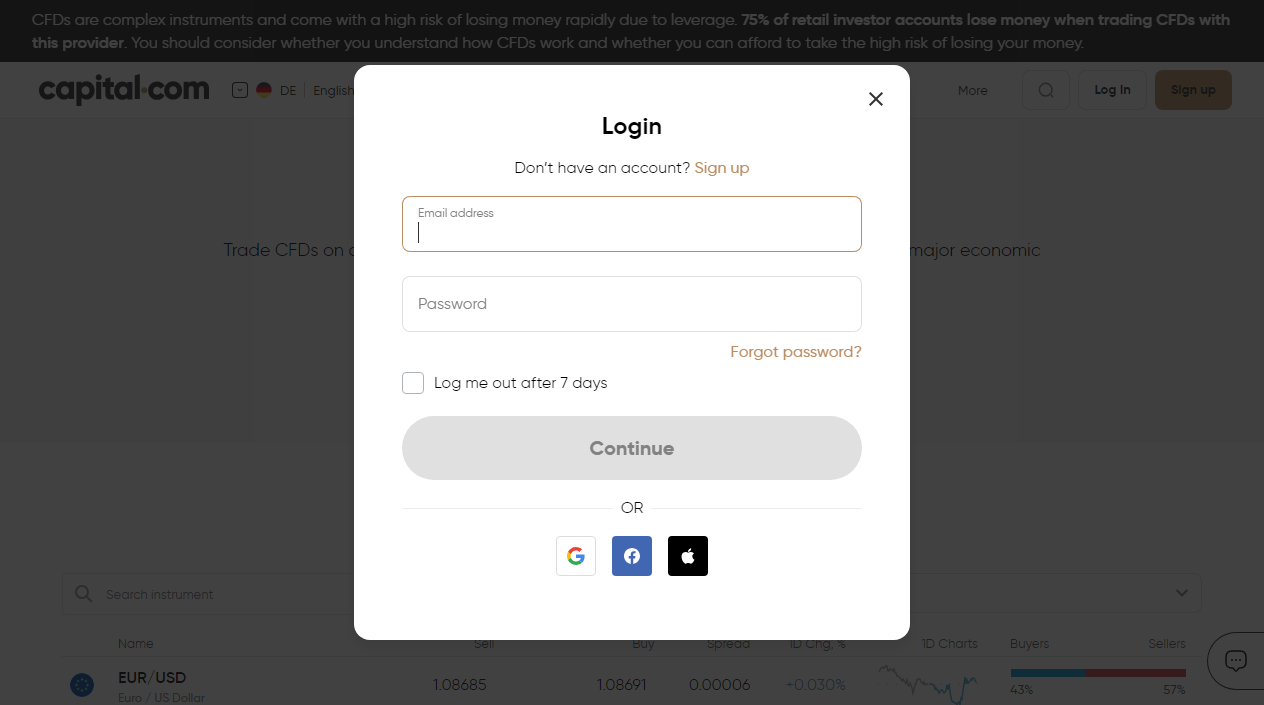 CFDs are complex instruments and come with a high risk of losing money rapidly due to leverage. 75% of retail investor accounts lose money when trading CFDs with
this provider. You should consider whether you understand how CFDs work and whether you can afford to take the high risk of losing your money.
capital.com DE English More Log In Sign up
Login
Don't have an account? Sign up
Email address
Trade CFDs on major economic
Password
Forgot password?
Log me out after 7 days
Continue
OR
Search instrument
Name Sell Buy Spread 1D Chg, % 1D Charts Buyers Sellers
EUR/USD 1.08685 1.08691 0.00006 +0.030%
43% 57%
Euro / US Dollar